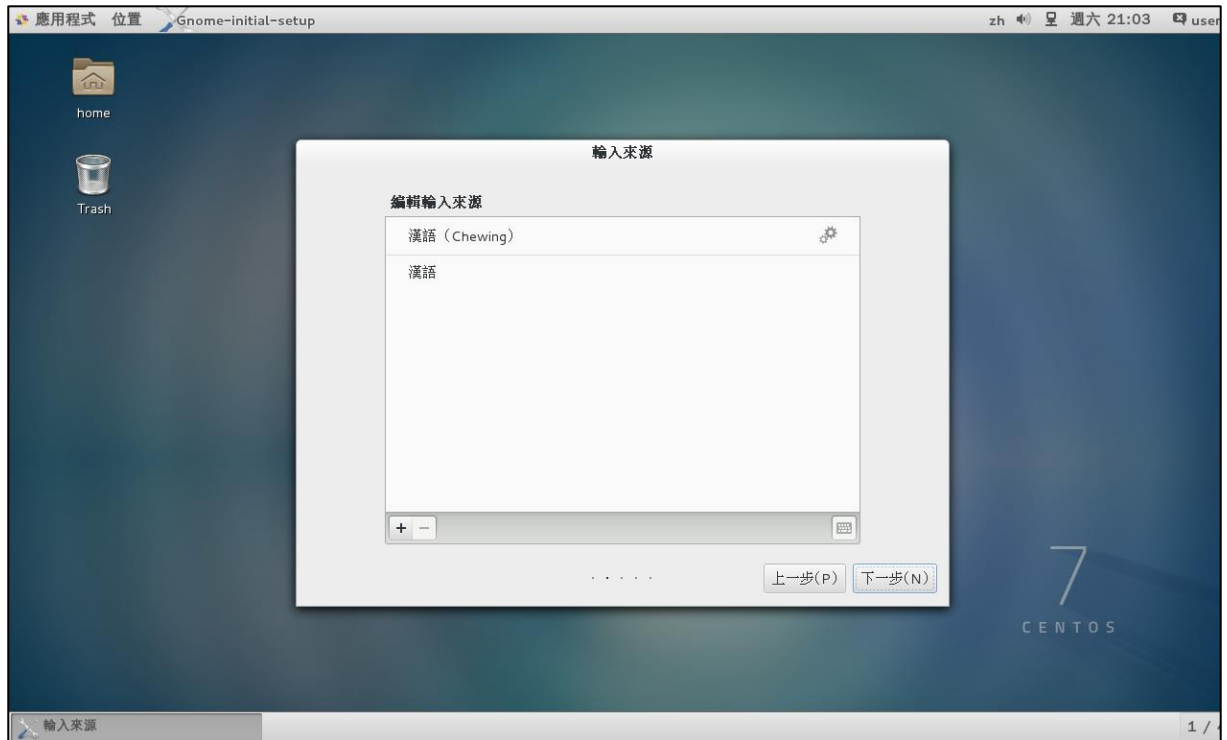 應用程式 位置 Gnome-initial-setup zh 週六 21:03 user
home
Trash
輸入來源
編輯輸入來源
漢語（Chewing）
漢語
+ −
上一步(P) 下一步(N)
7
CENTOS
輸入來源 1 /